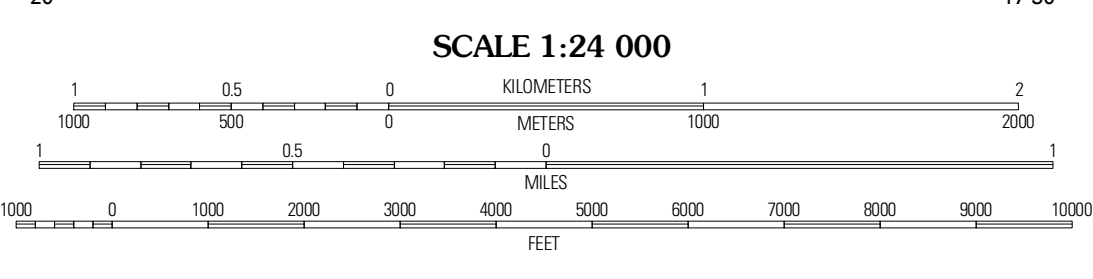 SCALE 1:24 000
1 0.5 0 KILOMETERS 1 2
1000 500 0 METERS 1000 2000
1 0.5 0 1
MILES
1000 0 1000 2000 3000 4000 5000 6000 7000 8000 9000 10000
FEET